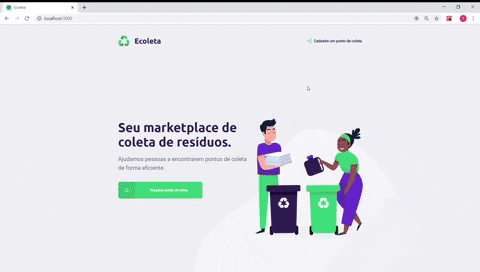 Ecoleta
localhost:3000
Ecoleta
Cadastre um ponto de coleta
Seu marketplace de
coleta de resíduos.
Ajudamos pessoas a encontrarem pontos de coleta
de forma eficiente.
Pesquisar pontos de coleta